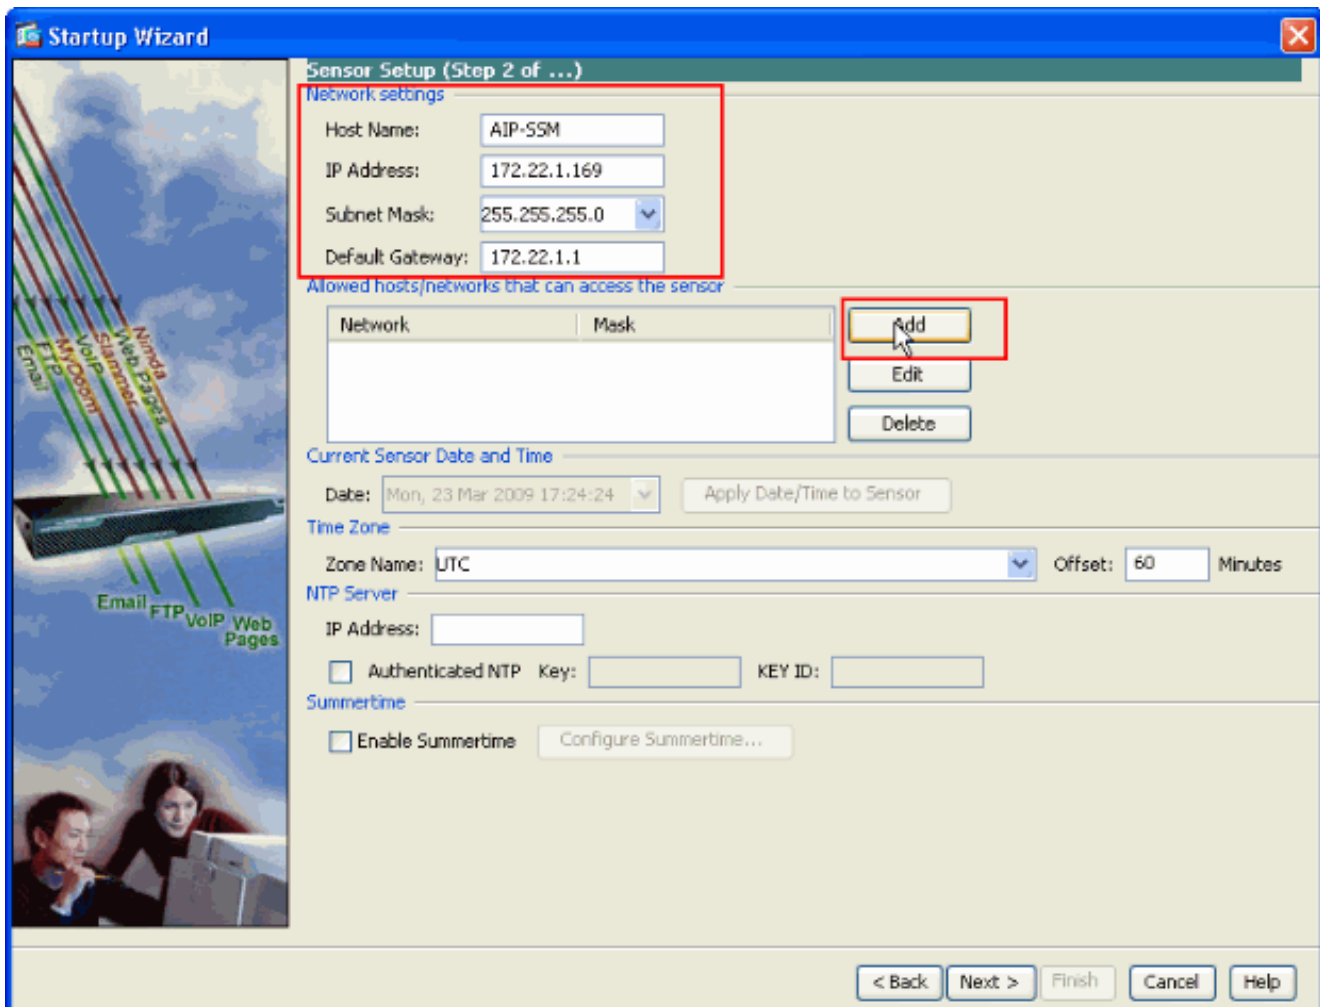 Startup Wizard
Sensor Setup (Step 2 of ...)
Network settings
Host Name: AIP-SSM
IP Address: 172.22.1.169
Subnet Mask: 255.255.255.0
Default Gateway: 172.22.1.1
Allowed hosts/networks that can access the sensor
Network Mask
Add
Edit
Delete
Current Sensor Date and Time
Date: Mon, 23 Mar 2009 17:24:24 Apply Date/Time to Sensor
Time Zone
Zone Name: UTC Offset: 60 Minutes
NTP Server
IP Address:
Authenticated NTP Key: KEY ID:
Summertime
Enable Summertime Configure Summertime...
Email
FTP
MyDoom
VoIP
Slammer
Web Pages
Nimda
Email
FTP
VoIP
Web Pages
< Back Next > Finish Cancel Help